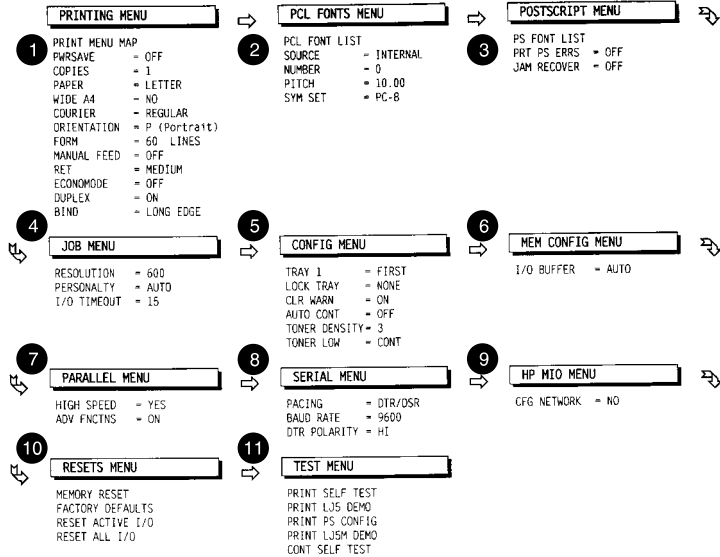 PRINTING MENU
1
PRINT MENU MAP
PWRSAVE = OFF
COPIES = 1
PAPER = LETTER
WIDE A4 = NO
COURIER = REGULAR
ORIENTATION = P (Portrait)
FORM = 60 LINES
MANUAL FEED = OFF
RET = MEDIUM
ECONOMODE = OFF
DUPLEX = ON
BIND = LONG EDGE
PCL FONTS MENU
2
PCL FONT LIST
SOURCE = INTERNAL
NUMBER = 0
PITCH = 10.00
SYM SET = PC-8
POSTSCRIPT MENU
3
PS FONT LIST
PRT PS ERRS = OFF
JAM RECOVER = OFF
4
JOB MENU
RESOLUTION = 600
PERSONALTY = AUTO
I/O TIMEOUT = 15
5
CONFIG MENU
TRAY 1 = FIRST
LOCK TRAY = NONE
CLR WARN = ON
AUTO CONT = OFF
TONER DENSITY= 3
TONER LOW = CONT
6
MEM CONFIG MENU
I/O BUFFER = AUTO
7
PARALLEL MENU
HIGH SPEED = YES
ADV FNCTNS = ON
8
SERIAL MENU
PACING = DTR/DSR
BAUD RATE = 9600
DTR POLARITY = HI
9
HP MIO MENU
CFG NETWORK = NO
10
RESETS MENU
MEMORY RESET
FACTORY DEFAULTS
RESET ACTIVE I/O
RESET ALL I/O
11
TEST MENU
PRINT SELF TEST
PRINT LJ5 DEMO
PRINT PS CONFIG
PRINT LJ5M DEMO
CONT SELF TEST